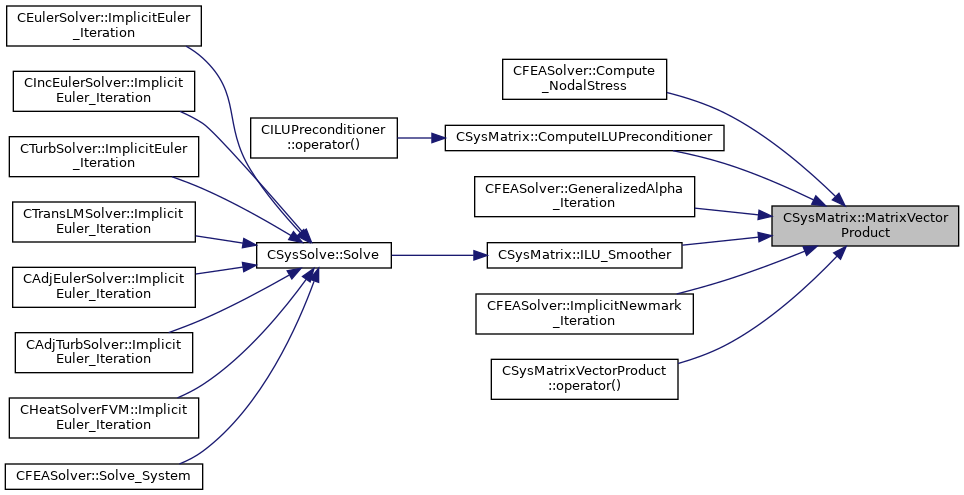 CEulerSolver::ImplicitEuler
_Iteration
CIncEulerSolver::Implicit
Euler_Iteration
CTurbSolver::ImplicitEuler
_Iteration
CTransLMSolver::Implicit
Euler_Iteration
CAdjEulerSolver::Implicit
Euler_Iteration
CAdjTurbSolver::Implicit
Euler_Iteration
CHeatSolverFVM::Implicit
Euler_Iteration
CFEASolver::Solve_System
CILUPreconditioner
::operator()
CSysSolve::Solve
CFEASolver::Compute
_NodalStress
CSysMatrix::ComputeILUPreconditioner
CFEASolver::GeneralizedAlpha
_Iteration
CSysMatrix::ILU_Smoother
CFEASolver::ImplicitNewmark
_Iteration
CSysMatrixVectorProduct
::operator()
CSysMatrix::MatrixVector
Product